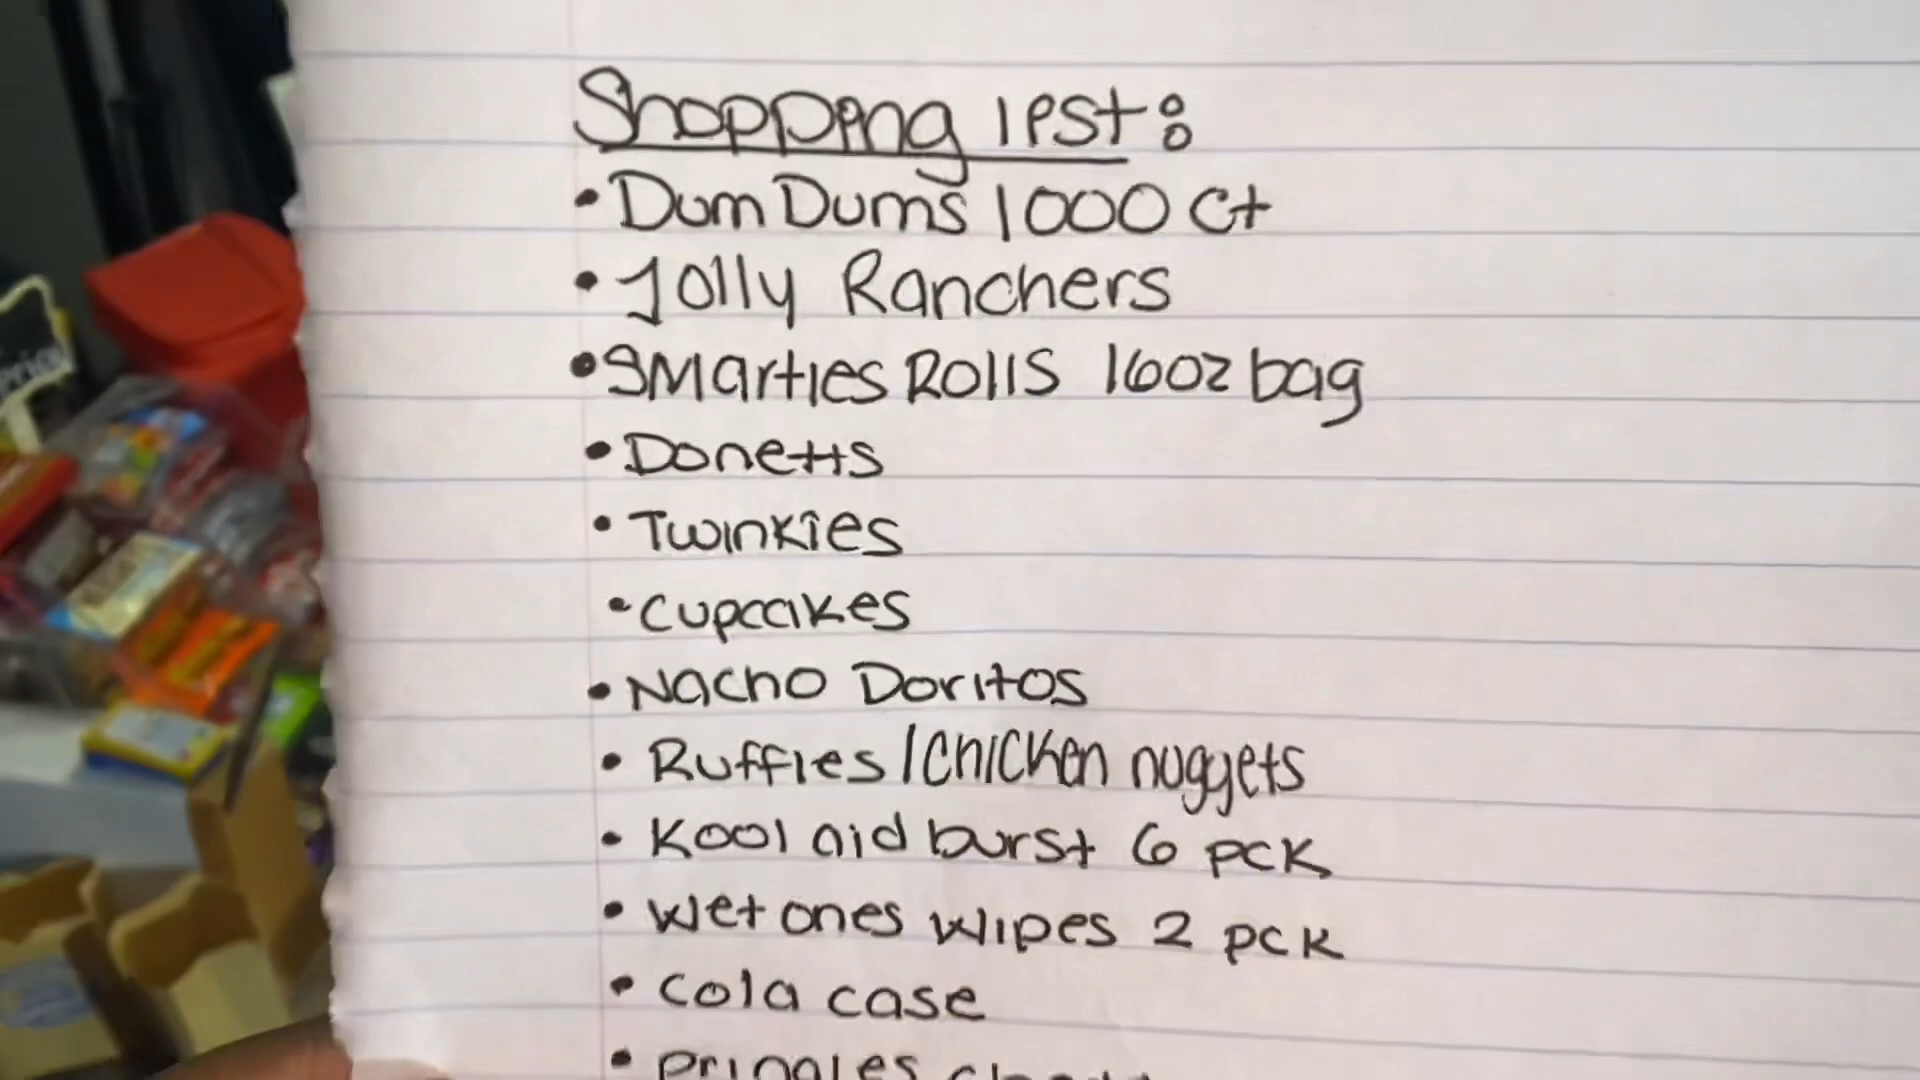 Shopping list:
• Dum Dums 1000 ct
• Jolly Ranchers
• Smarties Rolls 16oz bag
• Donetts
• Twinkies
• Cupcakes
• Nacho Doritos
• Ruffles / Chicken nuggets
• Kool aid burst 6 pck
• Wet ones wipes 2 pck
• Cola case
• Pringles